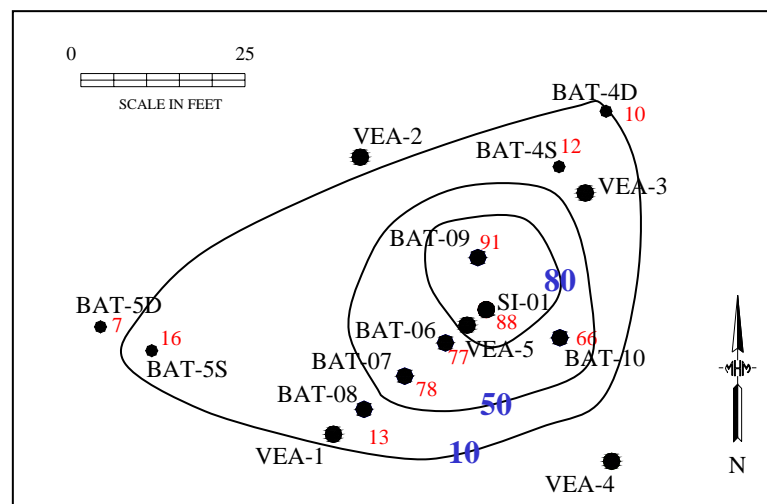 0 25
SCALE IN FEET
BAT-4D
10
VEA-2
12
BAT-4S
VEA-3
BAT-09
91
80
SI-01
BAT-5D
7
88
BAT-06
66
16
VEA-5
BAT-10
77
BAT-5S
BAT-07
78
BAT-08
50
13
10
VEA-1
N
VEA-4